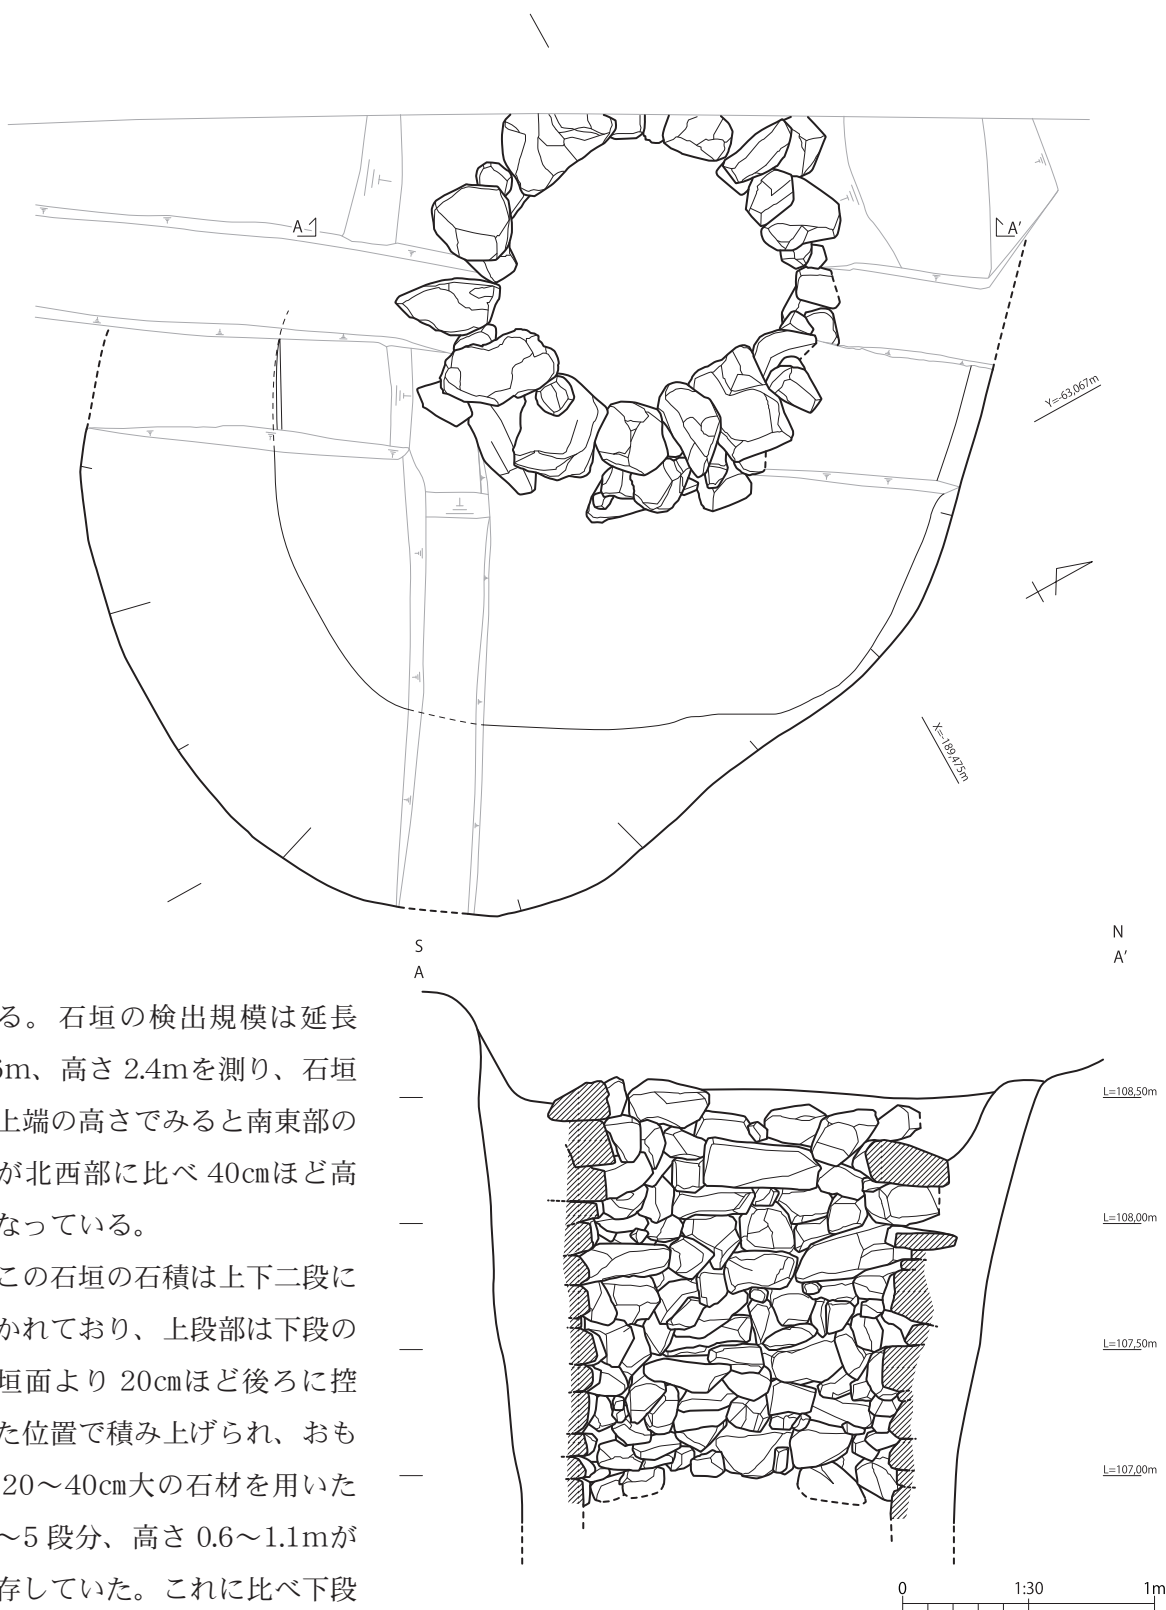 A
A′
Y=-63,067m
X=-189,475m
S
A
N
A′
L=108,50m
L=108,00m
L=107,50m
L=107,00m
0 1:30 1m
る。石垣の検出規模は延長
m、高さ 2.4mを測り、石垣
上端の高さでみると南東部の
が北西部に比べ 40㎝ほど高
なっている。
この石垣の石積は上下二段に
かれており、上段部は下段の
垣面より 20㎝ほど後ろに控
た位置で積み上げられ、おも
20～40㎝大の石材を用いた
～5 段分、高さ 0.6～1.1mが
存していた。これに比べ下段